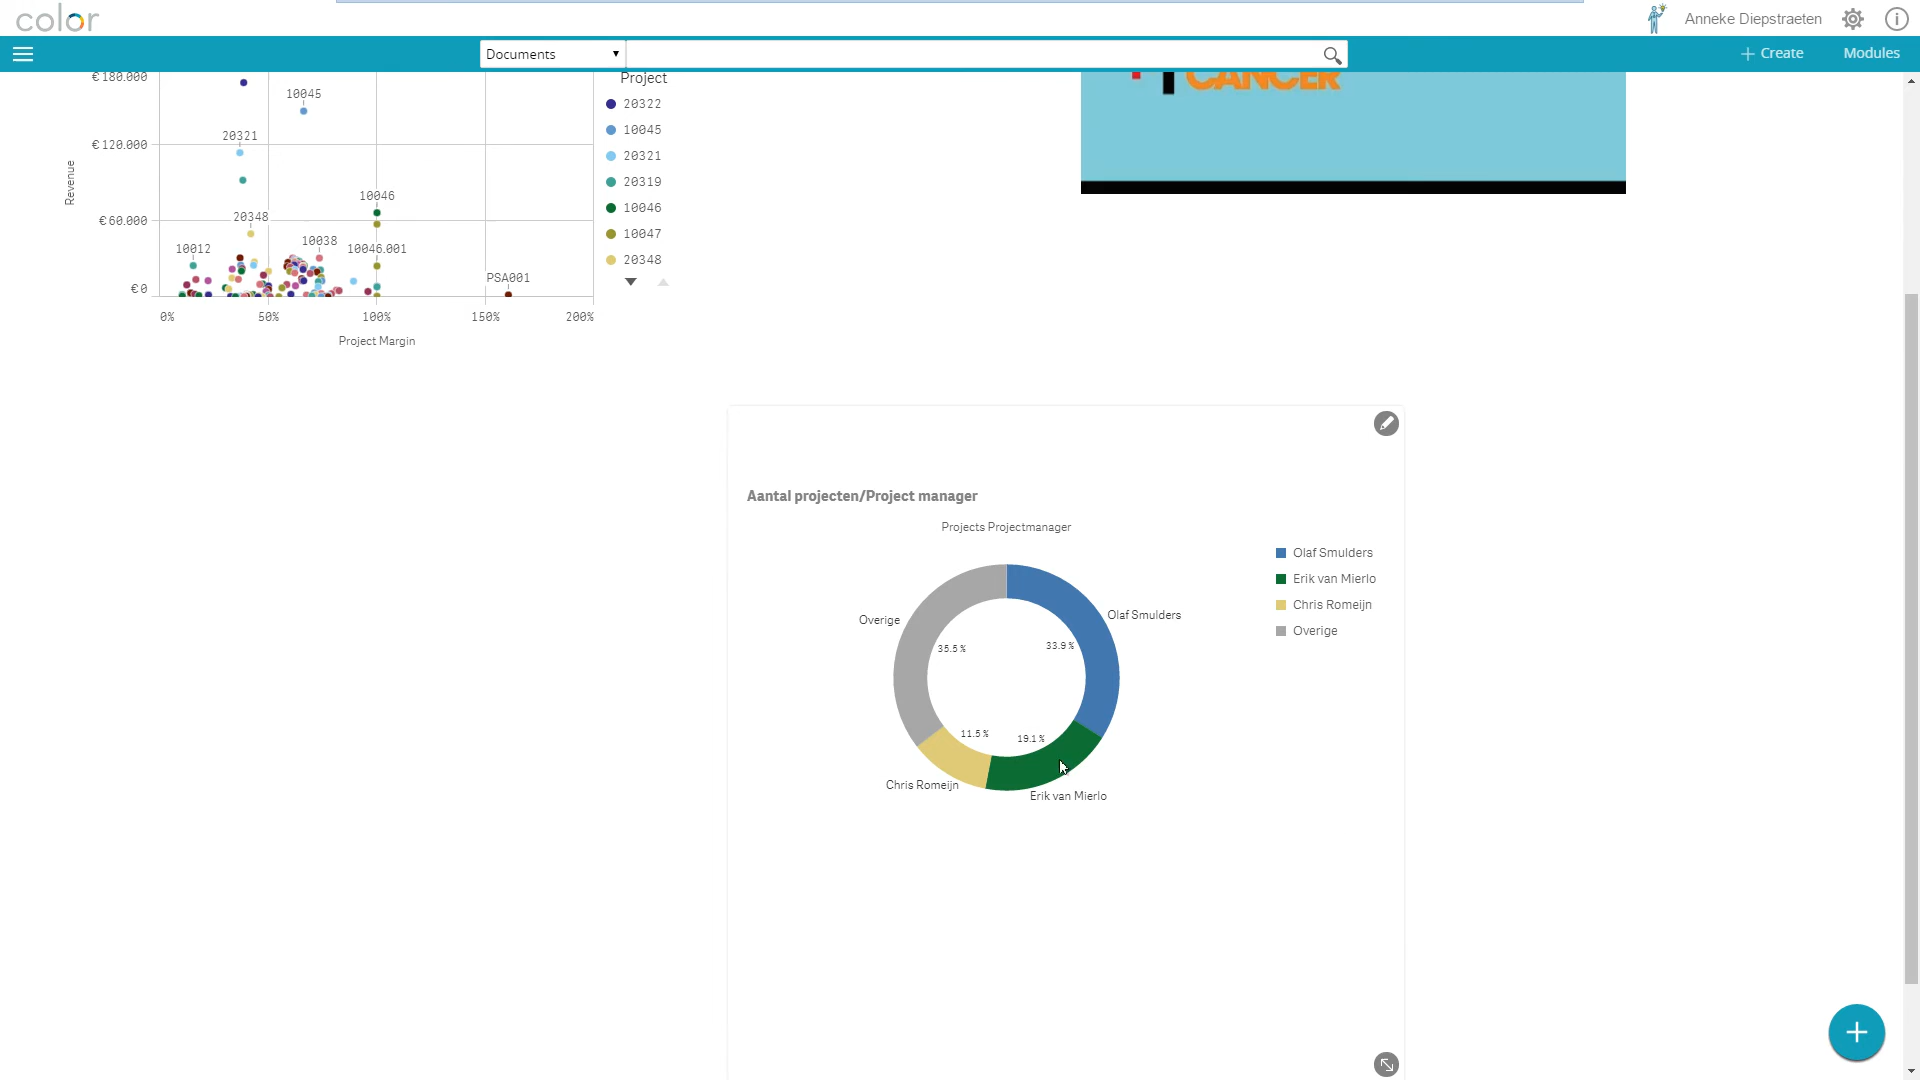 color
Anneke Diepstraeten
Documents
Create
Modules
€180.000
€120.000
€60.000
€0
Revenue
10045
20321
10046
20348
10038
10012
10046.001
PSA001
0%
50%
100%
150%
200%
Project Margin
Project
20322
10045
20321
20319
10046
10047
20348
CANCER
Aantal projecten/Project manager
Projects Projectmanager
Olaf Smulders
Erik van Mierlo
Chris Romeijn
Overige
Overige
Olaf Smulders
35.5 %
33.9 %
11.5 %
19.1 %
Chris Romeijn
Erik van Mierlo